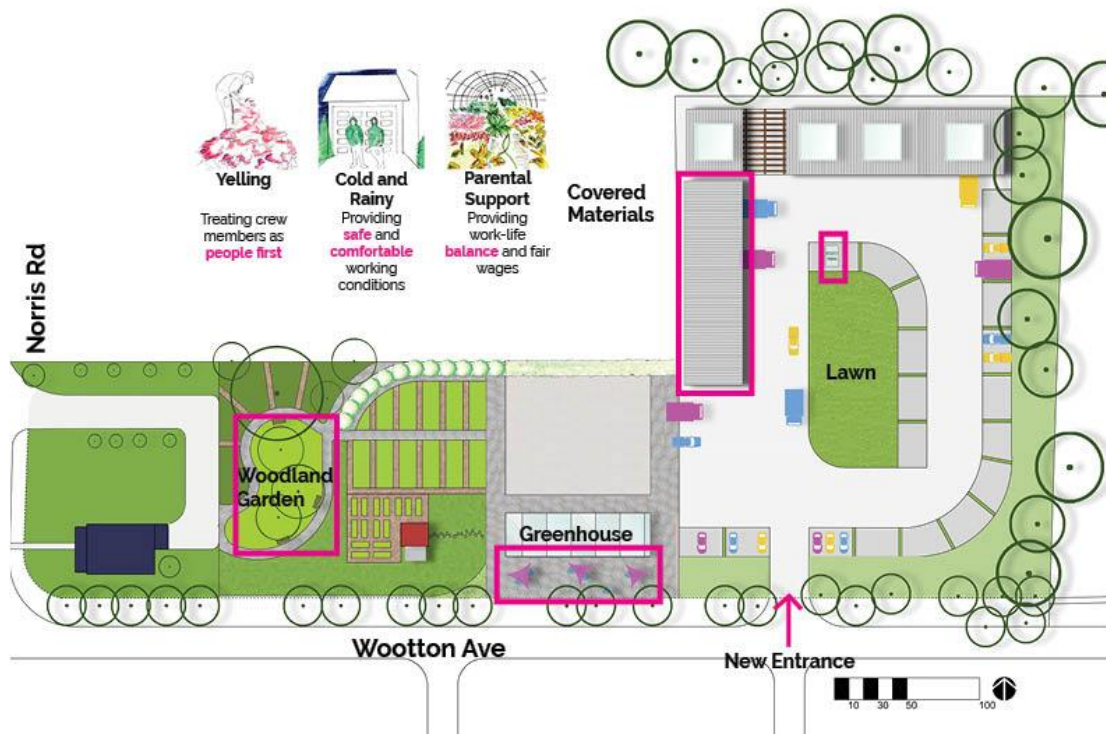 Yelling
Treating crew
members as
people first
Cold and
Rainy
Providing
safe and
comfortable
working
conditions
Parental
Support
Providing
work-life
balance and fair
wages
Covered
Materials
Norris Rd
Lawn
Woodland
Garden
Greenhouse
Wootton Ave
New Entrance
10 30 50 100